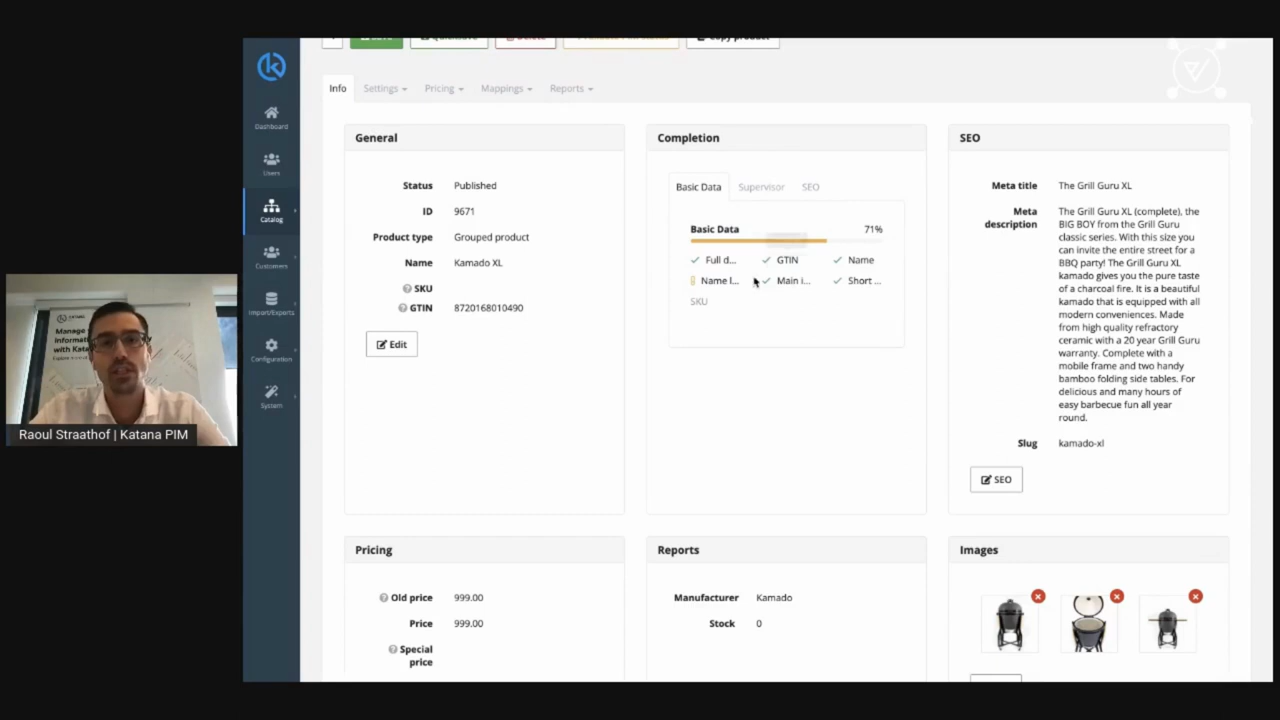 Copy product
Info
Settings
Pricing
Mappings
Reports
Dashboard
Users
Catalog
Customers
Import/Exports
Configuration
System
General
Status
Published
ID
9671
Product type
Grouped product
Name
Kamado XL
SKU
GTIN
8720168010490
Edit
Completion
Basic Data
Supervisor
SEO
Basic Data
71%
Full d...
GTIN
Name
Name l...
Main i...
Short ...
SKU
SEO
Meta title
The Grill Guru XL
Meta
description
The Grill Guru XL (complete), the
BIG BOY from the Grill Guru
classic series. With this size you
can invite the entire street for a
BBQ party! The Grill Guru XL
kamado gives you the pure taste
of a charcoal fire. It is a beautiful
kamado that is equipped with all
modern conveniences. Made
from high quality refractory
ceramic with a 20 year Grill Guru
warranty. Complete with a
mobile frame and two handy
bamboo folding side tables. For
delicious and many hours of
easy barbecue fun all year
round.
Slug
kamado-xl
SEO
Pricing
Old price
999.00
Price
999.00
Special
price
Reports
Manufacturer
Kamado
Stock
0
Images
Manage
with Kata
Raoul Straathof | Katana PIM